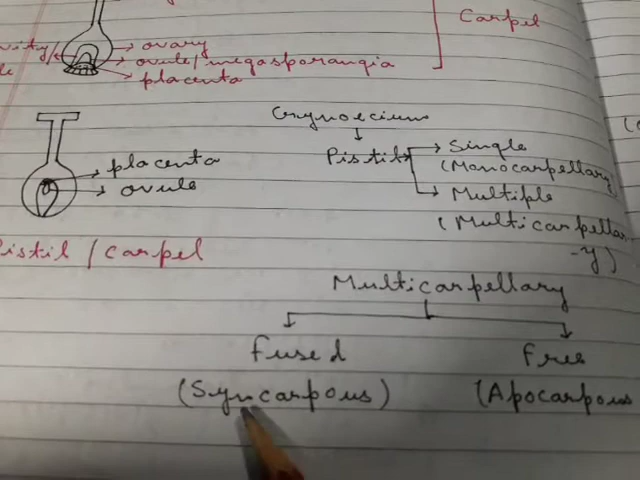 Carpel
ovary
ovule/megasporangia
placenta
Gynoecium
Pistil
Single
(Monocarpellary)
Multiple
(Multicarpellar
-y)
placenta
ovule
Pistil / Carpel
Multicarpellary
Fused
Free
(Syncarpous)
(Apocarpous